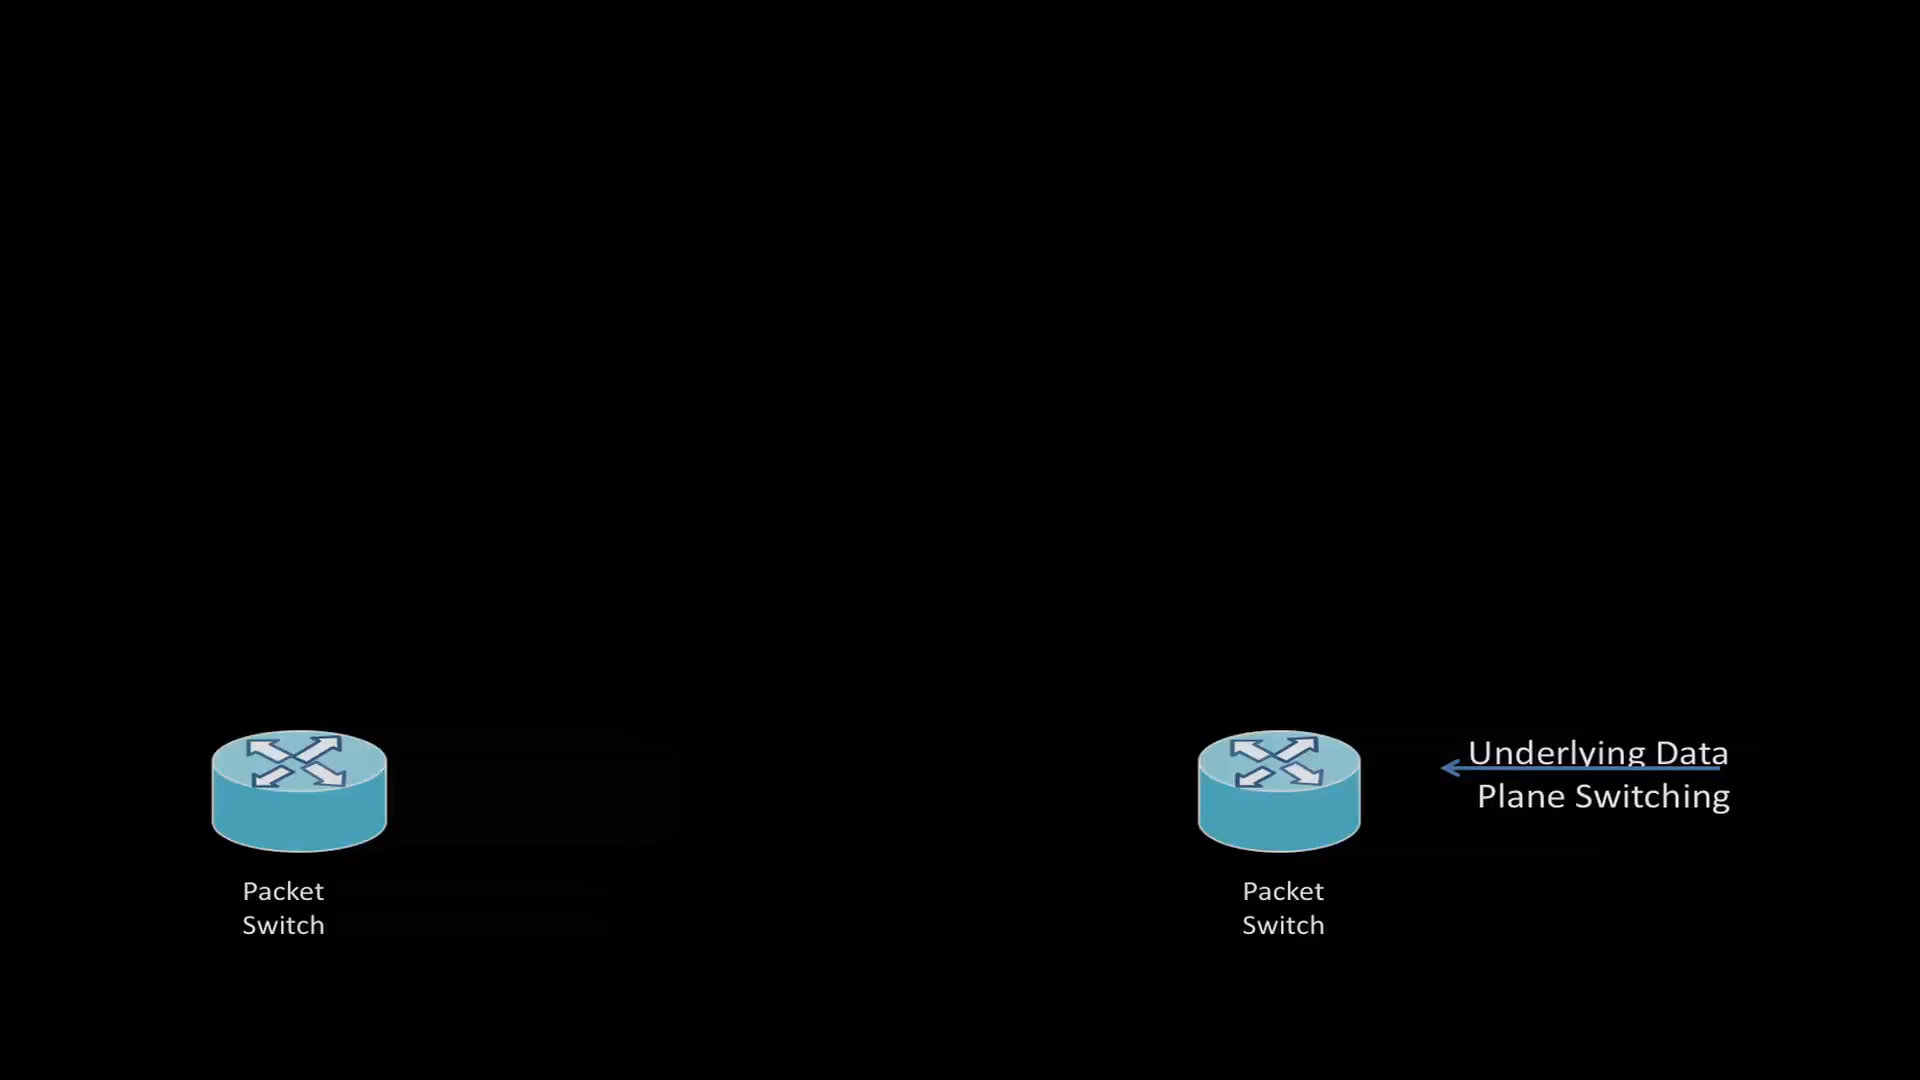 Underlying Data
Plane Switching
Packet
Switch
Packet
Switch